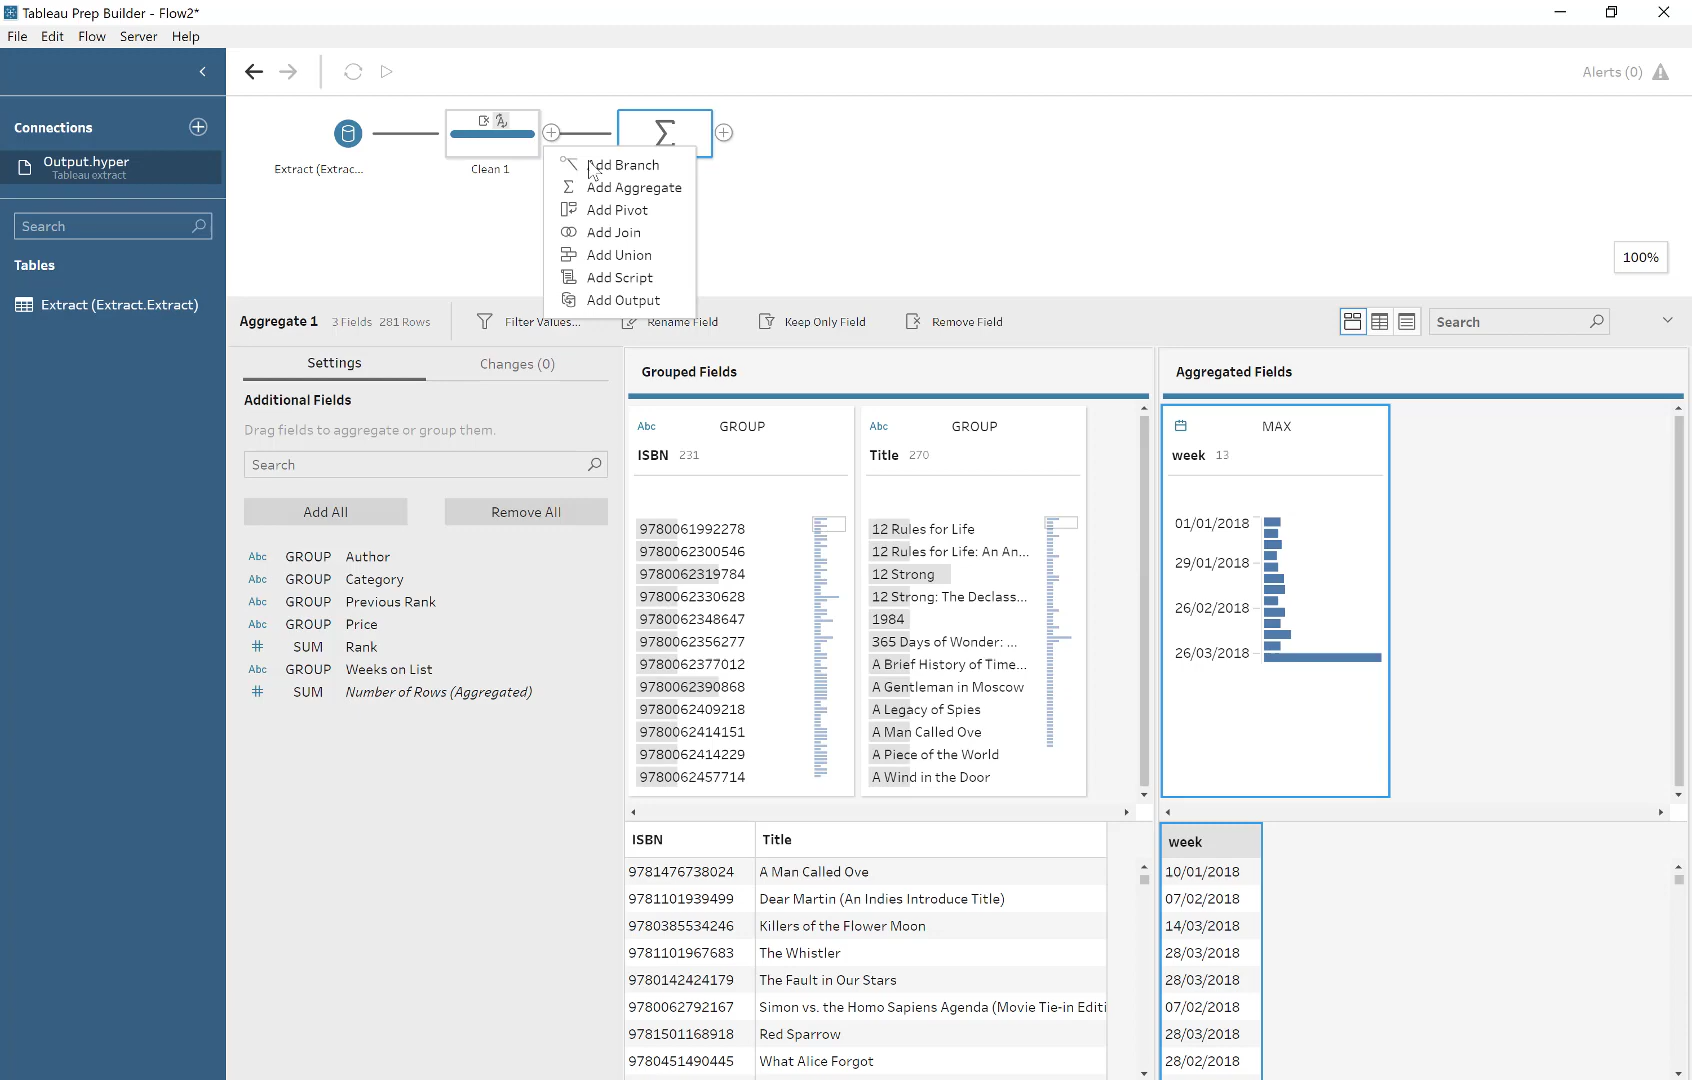 Tableau Prep Builder - Flow2*
File Edit Flow Server Help
Alerts (0)
Connections
Output.hyper
Tableau extract
Search
Tables
Extract (Extract.Extract)
Extract (Extrac...
Clean 1
Add Branch
Add Aggregate
Add Pivot
Add Join
Add Union
Add Script
Add Output
100%
Aggregate 1 3 Fields 281 Rows Filter Values... Rename Field Keep Only Field Remove Field Search
Settings Changes (0)
Additional Fields
Drag fields to aggregate or group them.
Search
Add All Remove All
Abc GROUP Author
Abc GROUP Category
Abc GROUP Previous Rank
Abc GROUP Price
# SUM Rank
Abc GROUP Weeks on List
# SUM Number of Rows (Aggregated)
Grouped Fields
Abc GROUP
ISBN 231
9780061992278
9780062300546
9780062319784
9780062330628
9780062348647
9780062356277
9780062377012
9780062390868
9780062409218
9780062414151
9780062414229
9780062457714
Abc GROUP
Title 270
12 Rules for Life
12 Rules for Life: An An...
12 Strong
12 Strong: The Declass...
1984
365 Days of Wonder: ...
A Brief History of Time...
A Gentleman in Moscow
A Legacy of Spies
A Man Called Ove
A Piece of the World
A Wind in the Door
Aggregated Fields
MAX
week 13
01/01/2018
29/01/2018
26/02/2018
26/03/2018
ISBN Title week
9781476738024 A Man Called Ove 10/01/2018
9781101939499 Dear Martin (An Indies Introduce Title) 07/02/2018
9780385534246 Killers of the Flower Moon 14/03/2018
9781101967683 The Whistler 28/03/2018
9780142424179 The Fault in Our Stars 28/03/2018
9780062792167 Simon vs. the Homo Sapiens Agenda (Movie Tie-in Editi 07/02/2018
9781501168918 Red Sparrow 28/03/2018
9780451490445 What Alice Forgot 28/02/2018